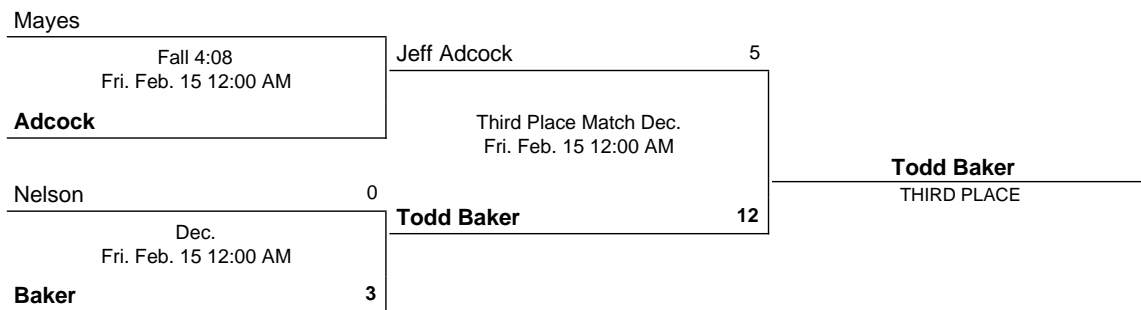 Mayes
Fall 4:08
Fri. Feb. 15 12:00 AM
Adcock
Jeff Adcock 5
Third Place Match Dec.
Fri. Feb. 15 12:00 AM
Todd Baker 12
Nelson 0
Dec.
Fri. Feb. 15 12:00 AM
Baker 3
Todd Baker
THIRD PLACE